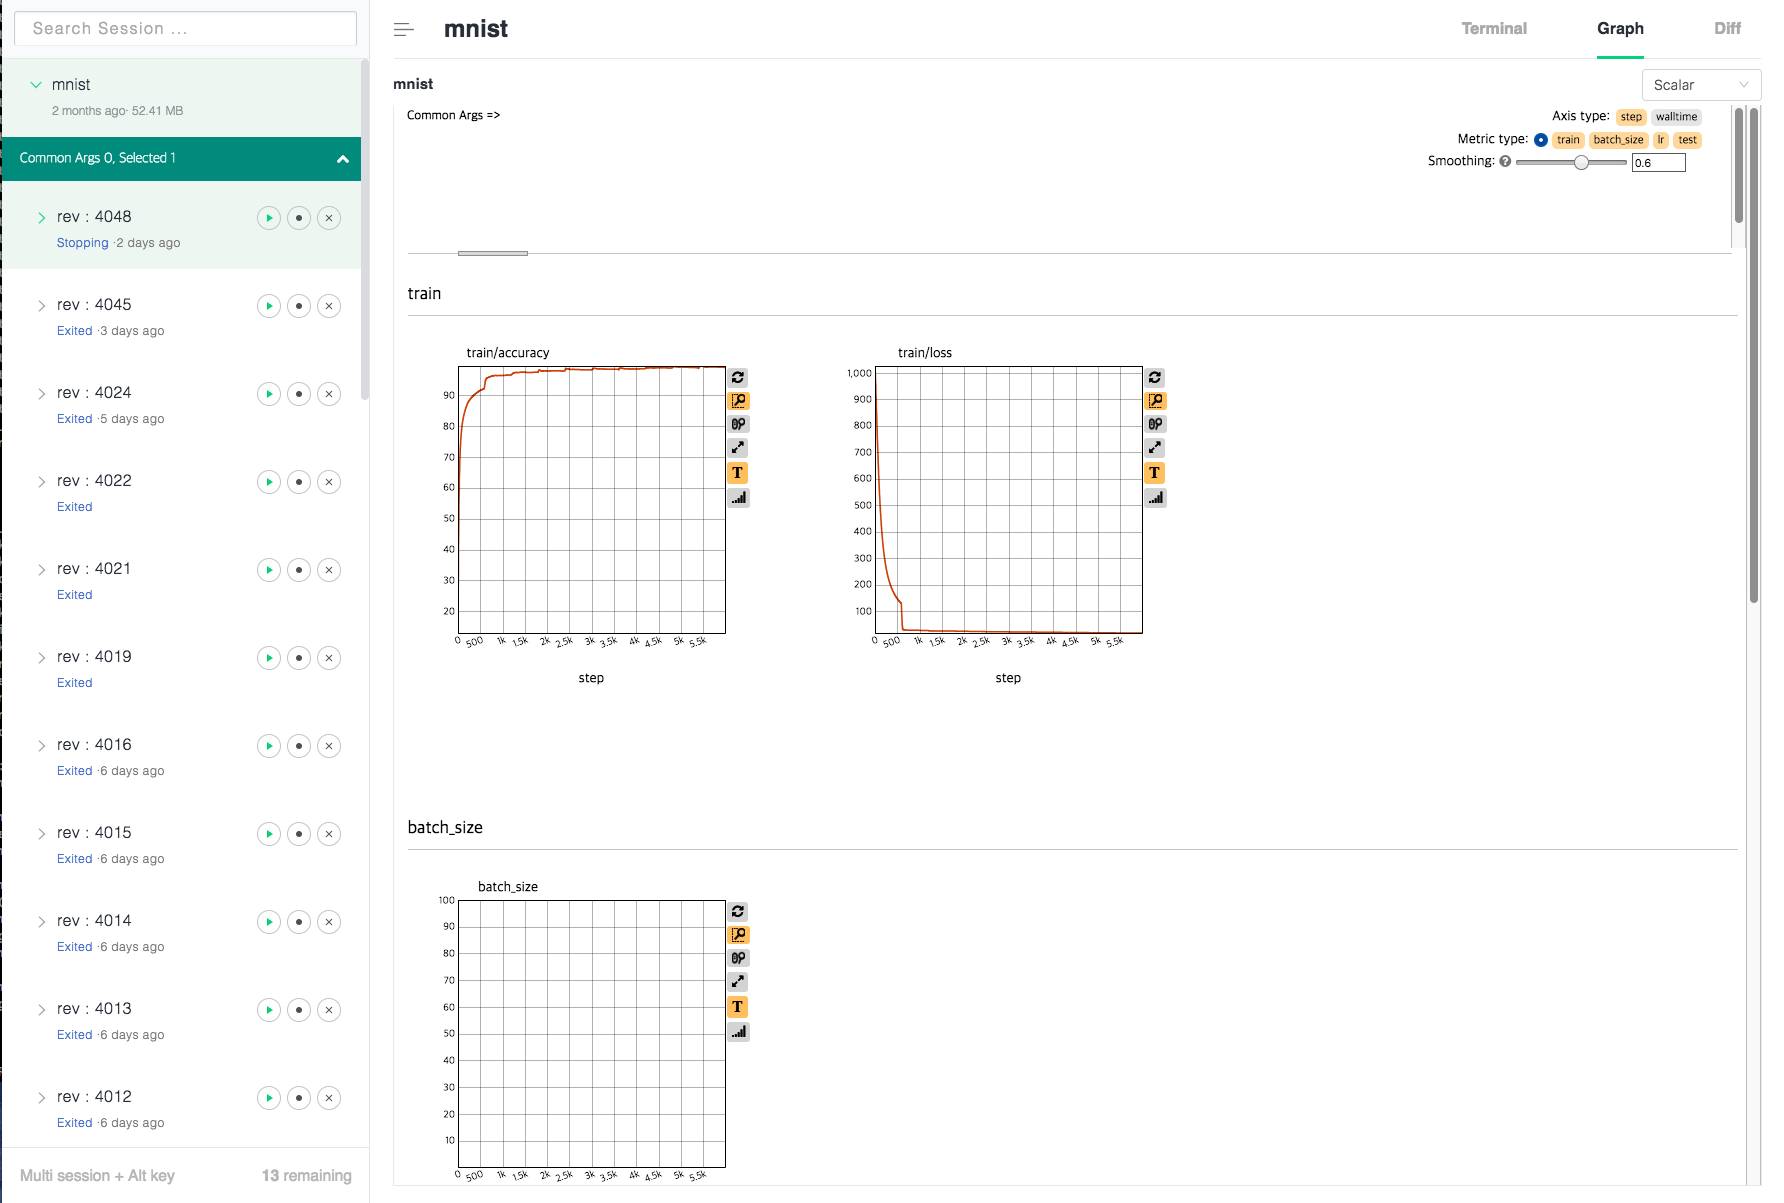 Search Session ...
mnist
2 months ago· 52.41 MB
Common Args 0, Selected 1
rev : 4048
Stopping ·2 days ago
rev : 4045
Exited ·3 days ago
rev : 4024
Exited ·5 days ago
rev : 4022
Exited
rev : 4021
Exited
rev : 4019
Exited
rev : 4016
Exited ·6 days ago
rev : 4015
Exited ·6 days ago
rev : 4014
Exited ·6 days ago
rev : 4013
Exited ·6 days ago
rev : 4012
Exited ·6 days ago
Multi session + Alt key 13 remaining
mnist
Terminal Graph Diff
mnist
Scalar
Common Args =>
Axis type: step walltime
Metric type: train batch_size lr test
Smoothing: 0.6
train
train/accuracy
90
80
70
60
50
40
30
20
0 500 1k 1.5k 2k 2.5k 3k 3.5k 4k 4.5k 5k 5.5k
step
T
train/loss
1,000
900
800
700
600
500
400
300
200
100
0 500 1k 1.5k 2k 2.5k 3k 3.5k 4k 4.5k 5k 5.5k
step
T
batch_size
batch_size
100
90
80
70
60
50
40
30
20
10
0 500 1k 1.5k 2k 2.5k 3k 3.5k 4k 4.5k 5k 5.5k
T